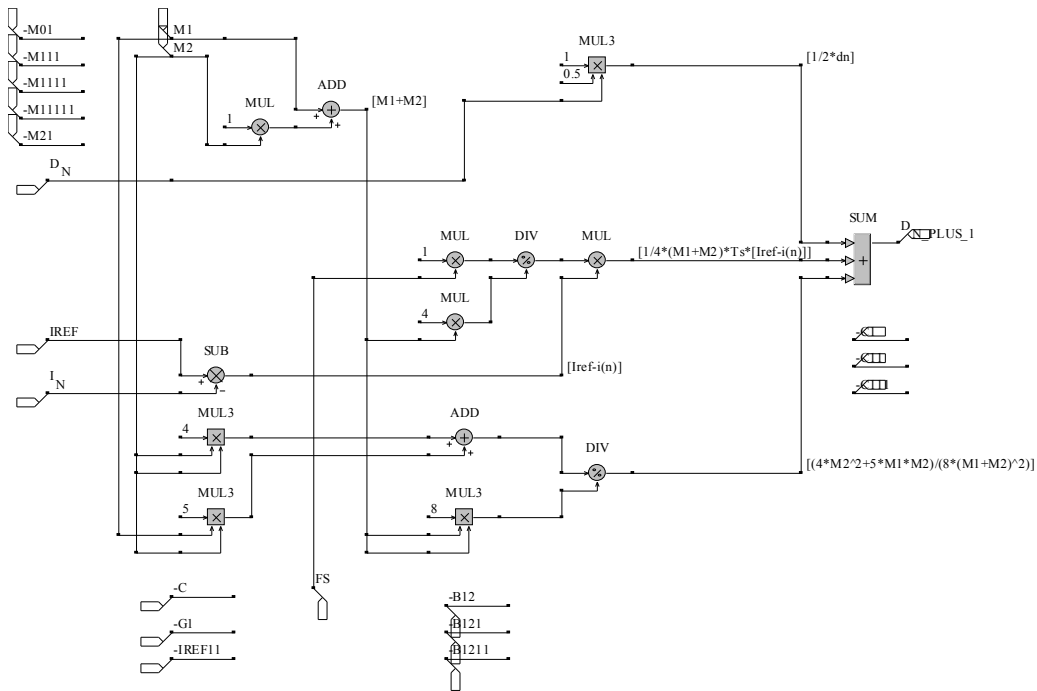 -M01
-M111
-M1111
-M11111
-M21
M1
M2
MUL
1
ADD
+
+
[M1+M2]
MUL3
1
0.5
[1/2*dn]
D_N
MUL
1
DIV
MUL
[1/4*(M1+M2)*Ts*[Iref-i(n)]]
MUL
4
SUM
+
D_N_PLUS_1
IREF
I_N
SUB
+
−
[Iref-i(n)]
MUL3
4
ADD
+
+
DIV
[(4*M2^2+5*M1*M2)/(8*(M1+M2)^2)]
MUL3
5
MUL3
8
FS
-C
-G1
-IREF11
-B12
-B121
-B1211